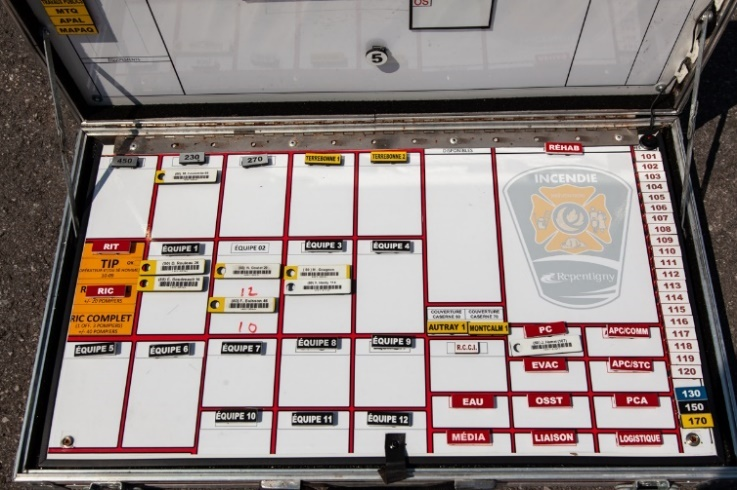 MTQ
APAL
MAPAQ
OS
5
450
230
270
TERREBONNE 1
TERREBONNE 2
DISPONIBLES
RÉHAB
101
102
103
104
105
106
107
108
109
110
111
112
113
114
115
116
117
118
119
120
130
150
170
INCENDIE
Repentigny
RIT
TIP
RIC
RIC COMPLET
ÉQUIPE 1
ÉQUIPE 02
12
10
ÉQUIPE 3
ÉQUIPE 4
COUVERTURE
COUVERTURE
AUTRAY 1
MONTCALM 1
PC
APC/COMM
R.C.C.I.
EVAC
APC/STC
ÉQUIPE 5
ÉQUIPE 6
ÉQUIPE 7
ÉQUIPE 8
ÉQUIPE 9
EAU
OSST
PCA
ÉQUIPE 10
ÉQUIPE 11
ÉQUIPE 12
MÉDIA
LIAISON
LOGISTIQUE